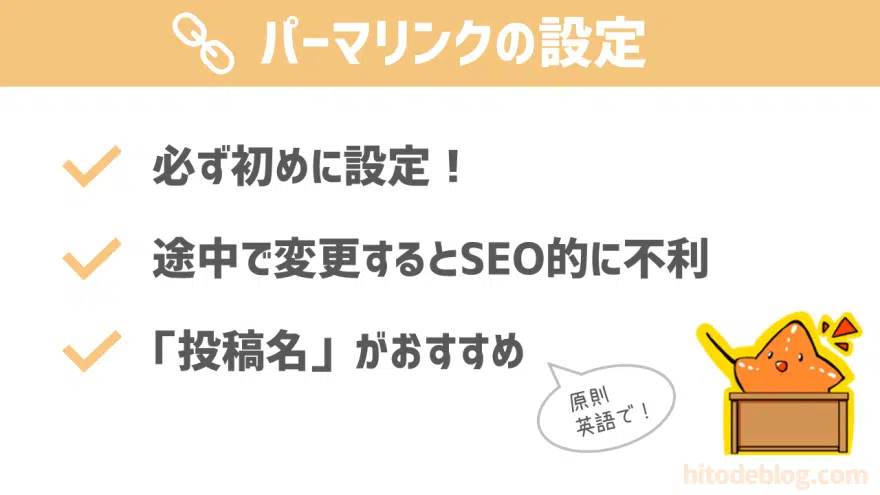 パーマリンクの設定
必ず初めに設定！
途中で変更するとSEO的に不利
「投稿名」がおすすめ
原則
英語で！
hitodeblog.com